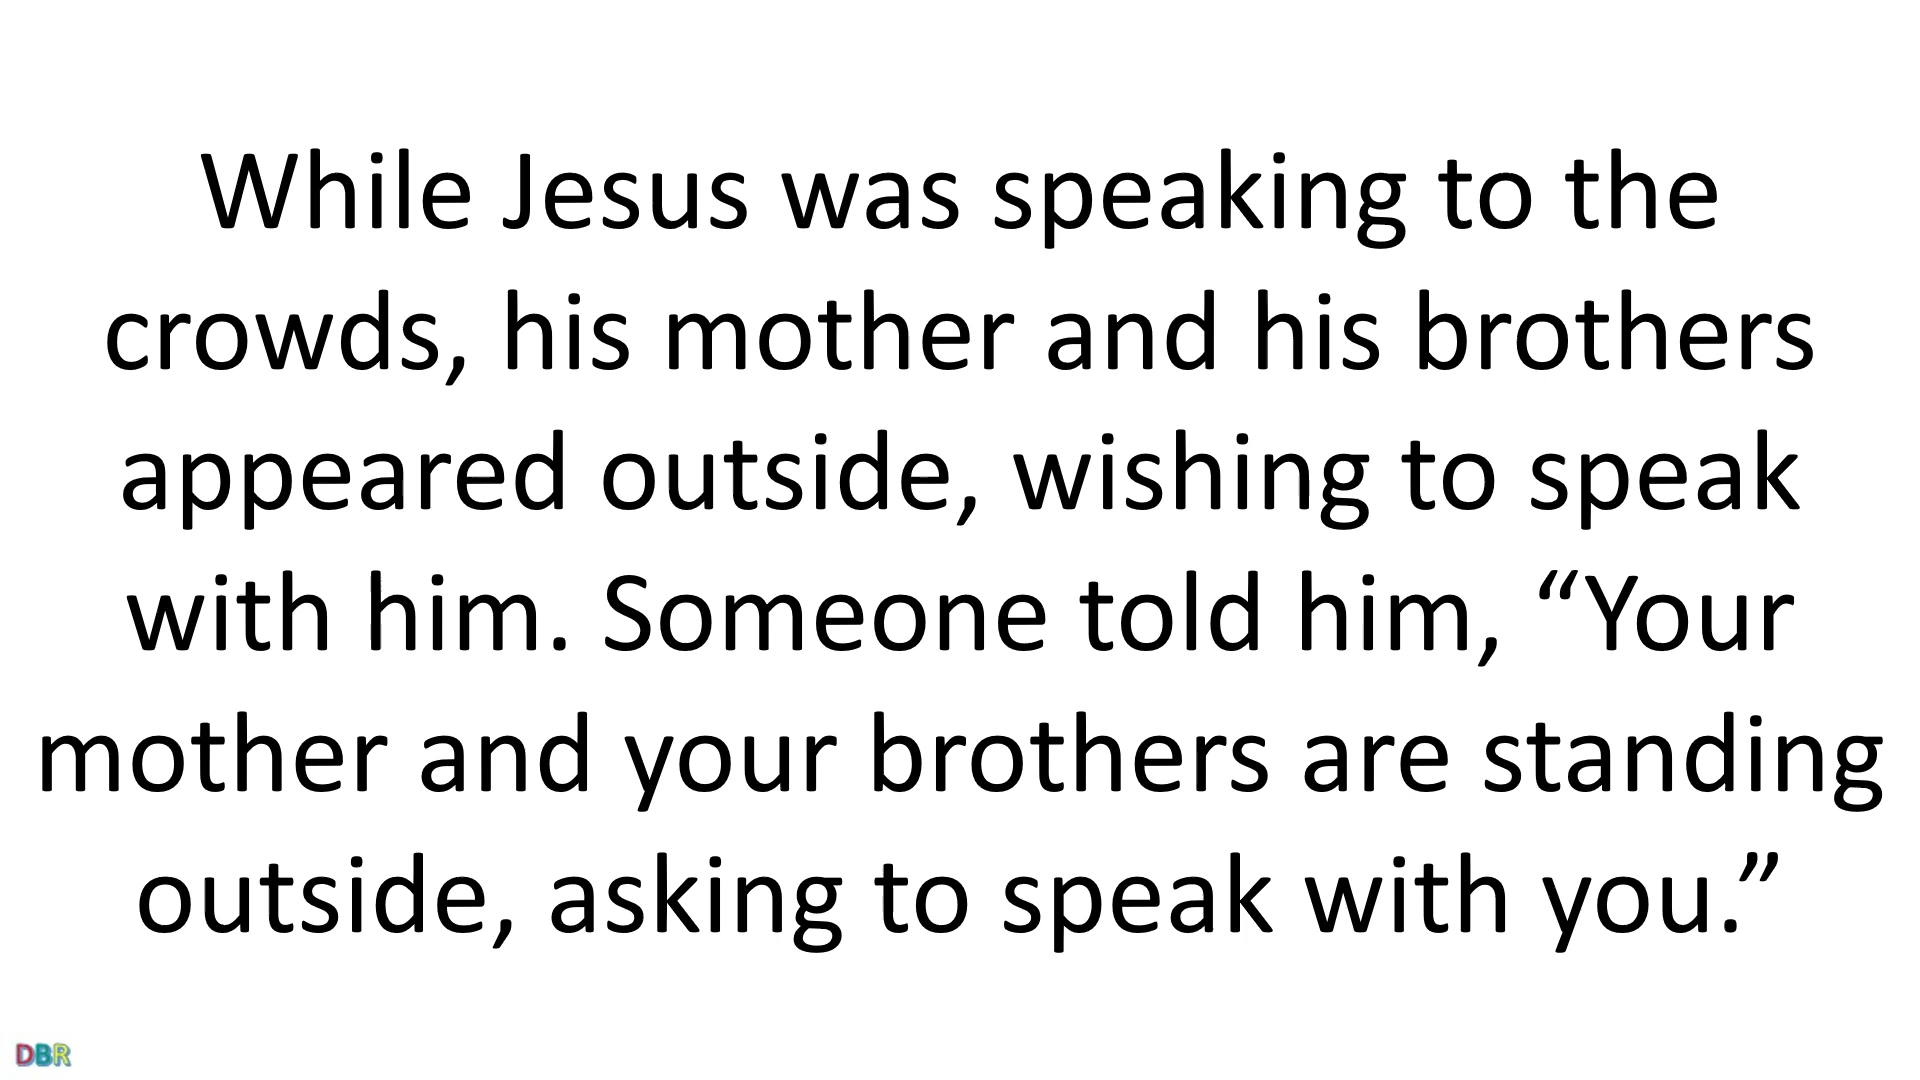 While Jesus was speaking to the
crowds, his mother and his brothers
appeared outside, wishing to speak
with him. Someone told him, “Your
mother and your brothers are standing
outside, asking to speak with you.”
DBR